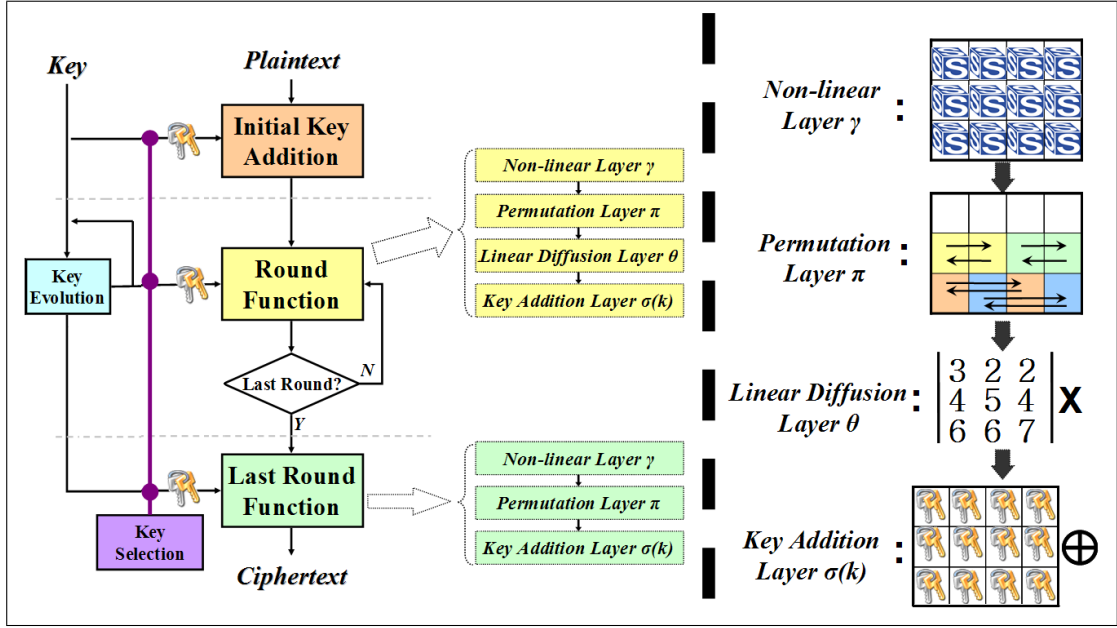 Key
Plaintext
Initial Key
Addition
Key
Evolution
Round
Function
Last Round?
N
Y
Last Round
Function
Key
Selection
Ciphertext
Non-linear Layer γ
Permutation Layer π
Linear Diffusion Layer θ
Key Addition Layer σ(k)
Non-linear Layer γ
Permutation Layer π
Key Addition Layer σ(k)
Non-linear
Layer γ :
S S S S
S S S S
S S S S
Permutation
Layer π :
Linear Diffusion
Layer θ :
3 2 2
4 5 4
6 6 7
X
Key Addition
Layer σ(k) :